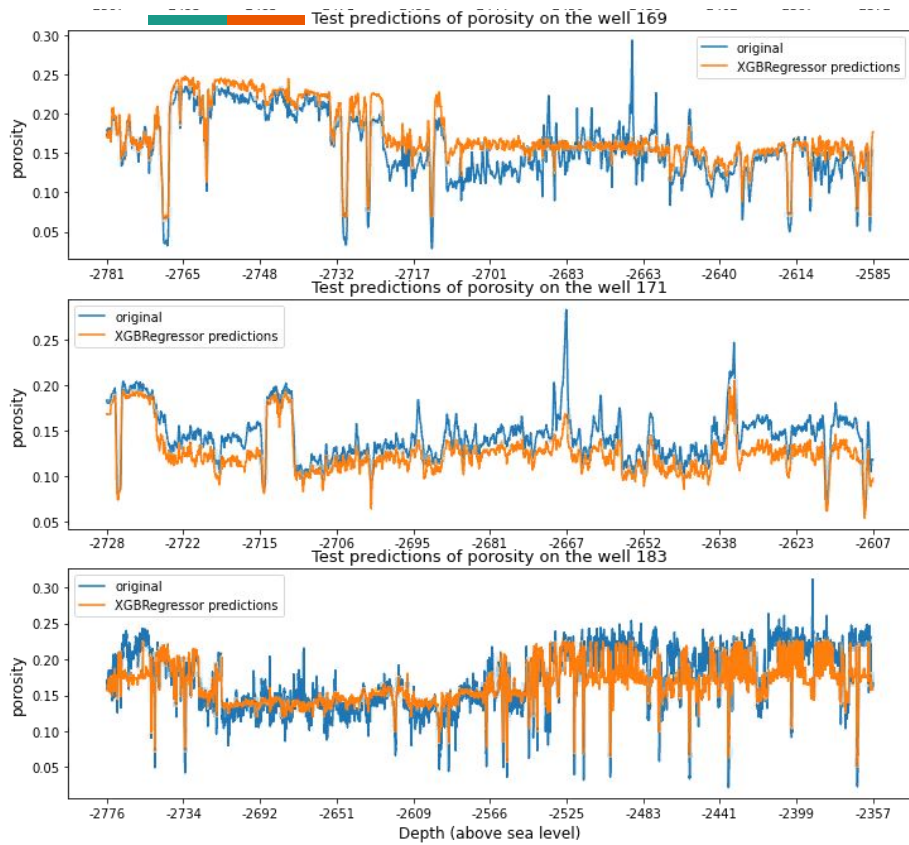 Test predictions of porosity on the well 169
0.30
0.25
0.20
0.15
0.10
0.05
porosity
original
XGBRegressor predictions
-2781 -2765 -2748 -2732 -2717 -2701 -2683 -2663 -2640 -2614 -2585
Test predictions of porosity on the well 171
0.25
0.20
0.15
0.10
0.05
porosity
original
XGBRegressor predictions
-2728 -2722 -2715 -2706 -2695 -2681 -2667 -2652 -2638 -2623 -2607
Test predictions of porosity on the well 183
0.30
0.25
0.20
0.15
0.10
0.05
porosity
original
XGBRegressor predictions
-2776 -2734 -2692 -2651 -2609 -2566 -2525 -2483 -2441 -2399 -2357
Depth (above sea level)